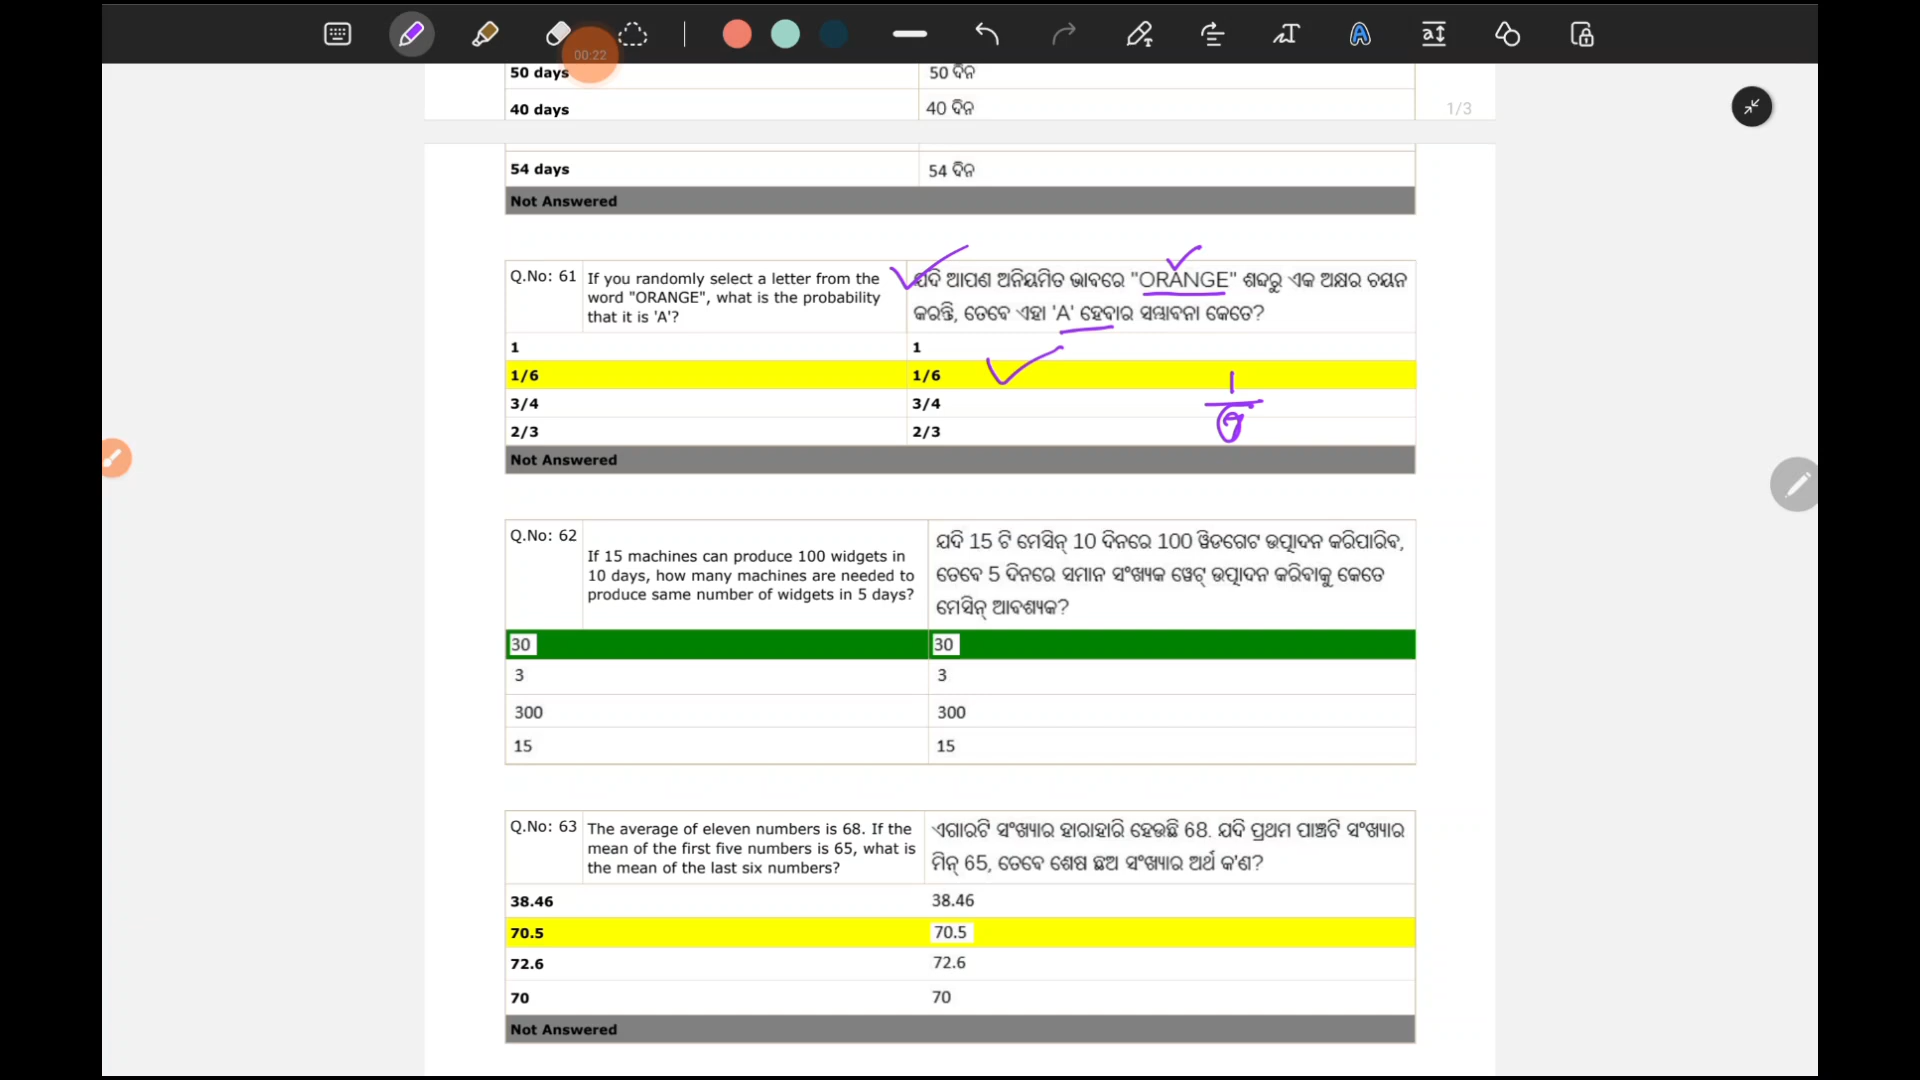 00:22
50 days 50 ଦିନ
40 days 40 ଦିନ
1/3
54 days 54 ଦିନ
Not Answered
Q.No: 61
If you randomly select a letter from the
word "ORANGE", what is the probability
that it is 'A'?
ଯଦି ଆପଣ ଅନିୟମିତ ଭାବରେ "ORANGE" ଶବ୍ଦରୁ ଏକ ଅକ୍ଷର ଚୟନ
କରନ୍ତି, ତେବେ ଏହା 'A' ହେବାର ସମ୍ଭାବନା କେତେ?
1 1
1/6 1/6
3/4 3/4
2/3 2/3
1
Not Answered
Q.No: 62
If 15 machines can produce 100 widgets in
10 days, how many machines are needed to
produce same number of widgets in 5 days?
ଯଦି 15 ଟି ମେସିନ୍ 10 ଦିନରେ 100 ୱିଡଗେଟ ଉତ୍ପାଦନ କରିପାରିବ,
ତେବେ 5 ଦିନରେ ସମାନ ସଂଖ୍ୟକ ୱେଟ୍ ଉତ୍ପାଦନ କରିବାକୁ କେତେ
ମେସିନ୍ ଆବଶ୍ୟକ?
30 30
3 3
300 300
15 15
Q.No: 63
The average of eleven numbers is 68. If the
mean of the first five numbers is 65, what is
the mean of the last six numbers?
ଏଗାରଟି ସଂଖ୍ୟାର ହାରାହାରି ହେଉଛି 68. ଯଦି ପ୍ରଥମ ପାଞ୍ଚଟି ସଂଖ୍ୟାର
ମିନ୍ 65, ତେବେ ଶେଷ ଛଅ ସଂଖ୍ୟାର ଅର୍ଥ କ'ଣ?
38.46 38.46
70.5 70.5
72.6 72.6
70 70
Not Answered